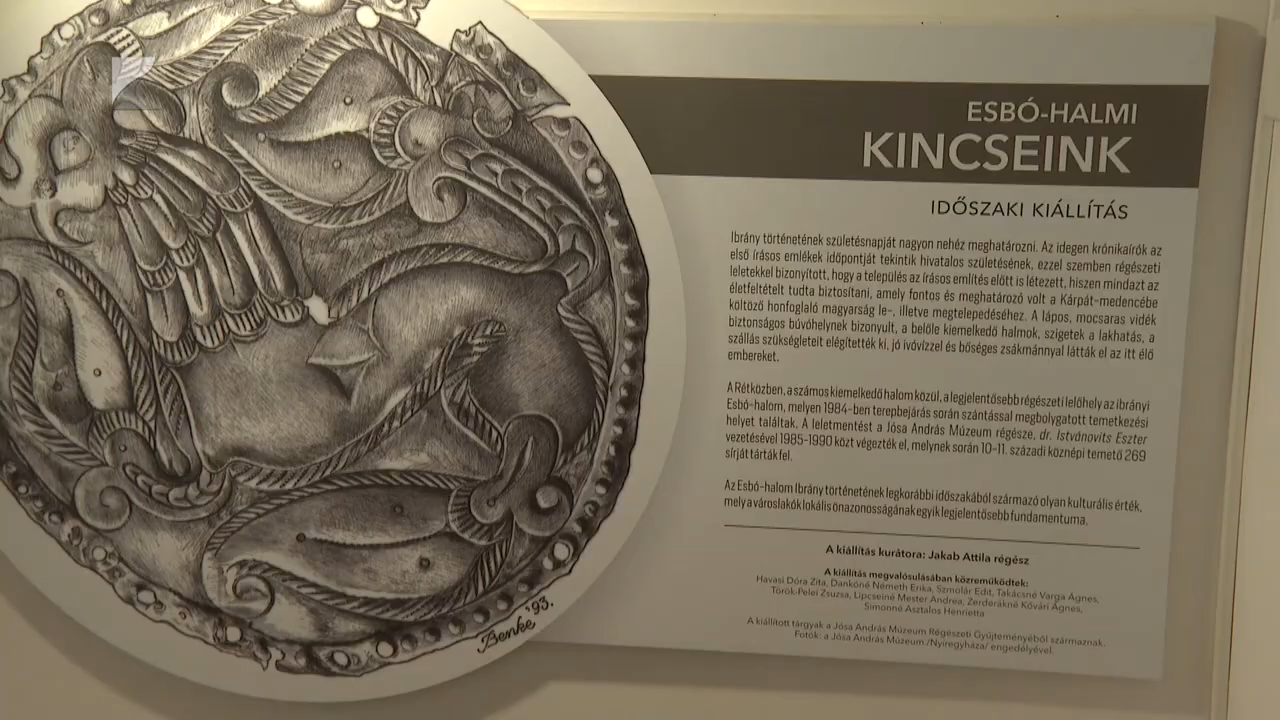 ESBÓ-HALMI
KINCSEINK
IDŐSZAKI KIÁLLÍTÁS
Ibrány történetének születésnapját nagyon nehéz meghatározni. Az idegen krónikaírók az
első írásos emlékek időpontját tekintik hivatalos születésének, ezzel szemben régészeti
leletekkel bizonyított, hogy a település az írásos említés előtt is létezett, hiszen mindazt az
életfeltételt tudta biztosítani, amely fontos és meghatározó volt a Kárpát-medencébe
költöző honfoglaló magyarság le-, illetve megtelepedéséhez. A lápos, mocsaras vidék
biztonságos búvóhelynek bizonyult, a belőle kiemelkedő halmok, szigetek a lakhatás, a
szállás szükségleteit elégítették ki, jó ivóvízzel és bőséges zsákmánnyal látták el az itt élő
embereket.
A Rétközben, a számos kiemelkedő halom közül, a legjelentősebb régészeti lelőhely az ibrányi
Esbó-halom, melyen 1984-ben terepbejárás során szántással megbolygatott temetkezési
helyet találtak. A leletmentést a Jósa András Múzeum régésze, dr. Istvánovits Eszter
vezetésével 1985-1990 közt végezték el, melynek során 10-11. századi köznépi temető 269
sírját tárták fel.
Az Esbó-halom Ibrány történetének legkorábbi időszakából származó olyan kulturális érték,
mely a városlakók lokális önazonosságának egyik legjelentősebb fundamentuma.
A kiállítás kurátora: Jakab Attila régész
A kiállítás megvalósulásában közreműködtek:
Havasi Dóra Zita, Dankóné Németh Erika, Szmolár Edit, Takácsné Varga Ágnes,
Török-Pelei Zsuzsa, Lipcseiné Mester Andrea, Zerderákné Kővári Ágnes,
Simonné Asztalos Henrietta
A kiállított tárgyak a Jósa András Múzeum Régészeti Gyűjteményéből származnak.
Fotók: a Jósa András Múzeum /Nyíregyháza/ engedélyével.
Benke '93.